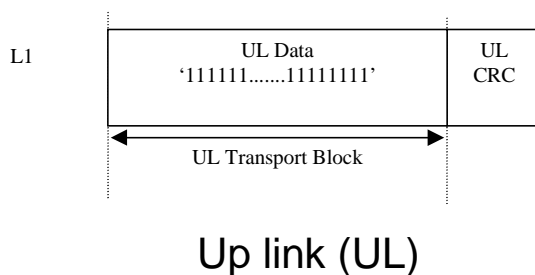 L1
UL Data
‘111111.......11111111’
UL
CRC
UL Transport Block
Up link (UL)